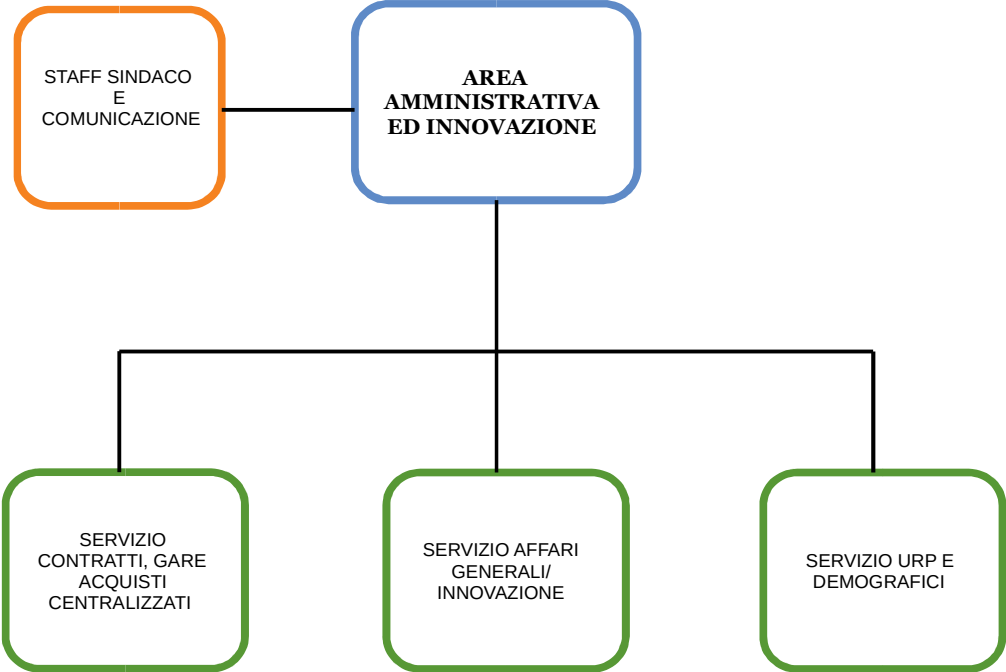 STAFF SINDACO
E
COMUNICAZIONE
AREA
AMMINISTRATIVA
ED INNOVAZIONE
SERVIZIO
CONTRATTI, GARE
ACQUISTI
CENTRALIZZATI
SERVIZIO AFFARI
GENERALI/
INNOVAZIONE
SERVIZIO URP E
DEMOGRAFICI